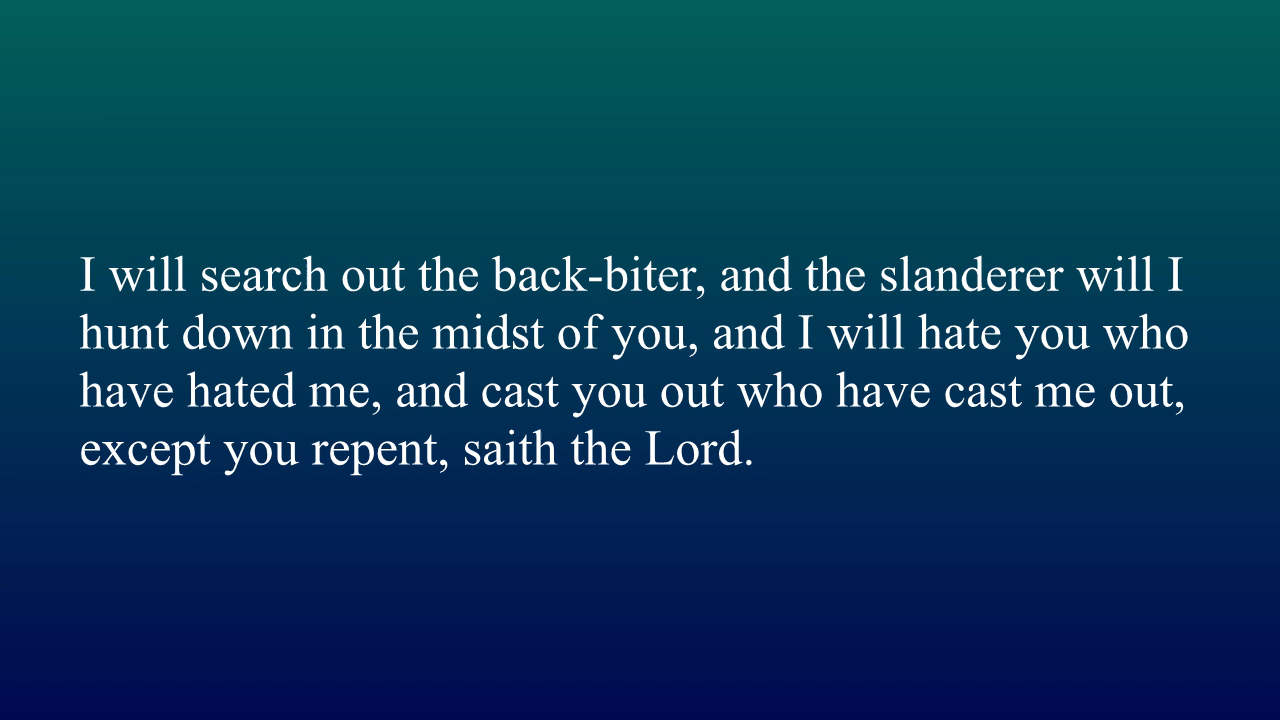 I will search out the back-biter, and the slanderer will I
hunt down in the midst of you, and I will hate you who
have hated me, and cast you out who have cast me out,
except you repent, saith the Lord.